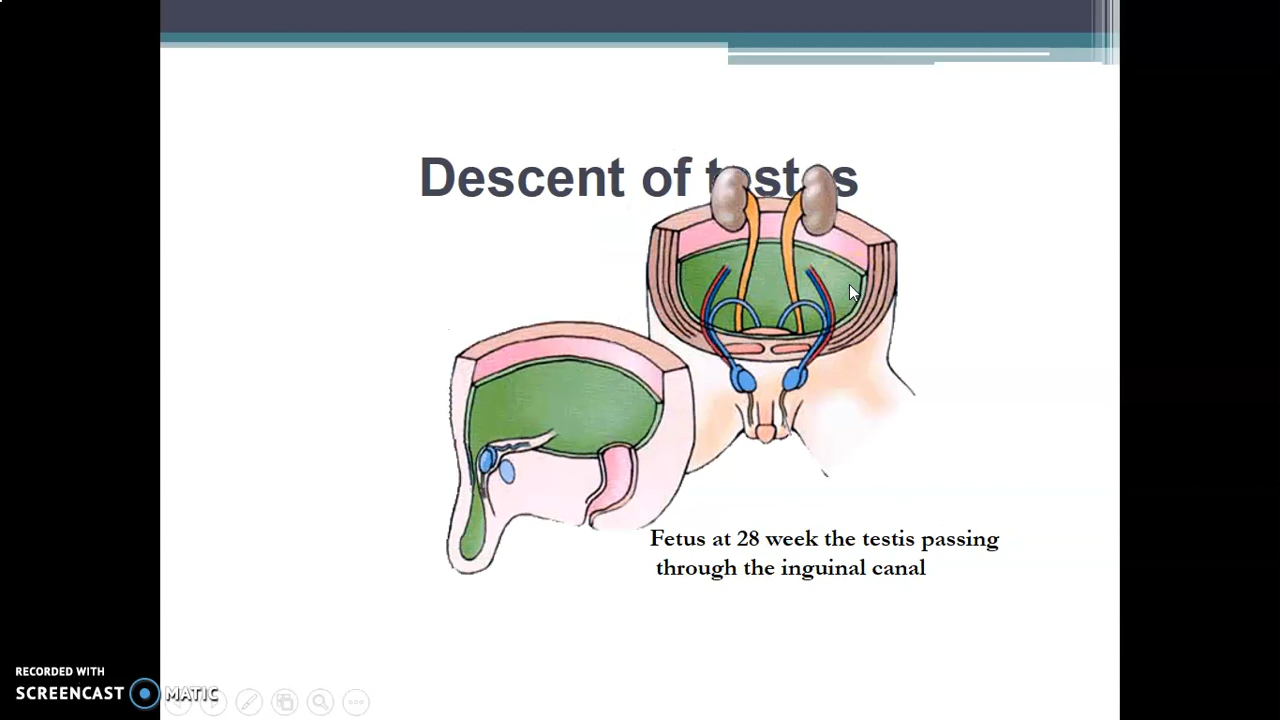 Descent of testes
Fetus at 28 week the testis passing
through the inguinal canal
RECORDED WITH
SCREENCAST MATIC